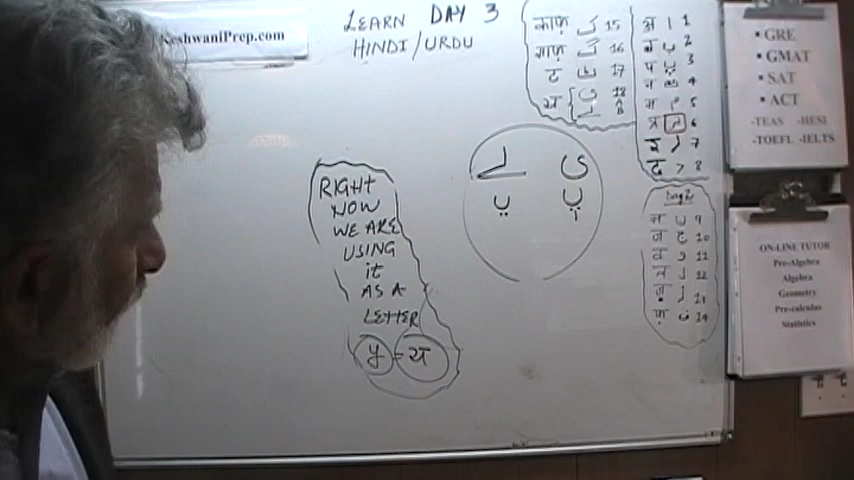 KeshwaniPrep.com
LEARN DAY 3
HINDI/URDU
काफ़ ک 15
गाफ़ گ 16
ट ٹ 17
य ی 18 A
ے B
अ ا 1
ब ب 2
प پ 3
म م 5
6
7
द د 8
Day 2
ن 9
ज ج 10
व و 11
12
ज़ ز 13
फ़ ف 14
ے ی
RIGHT
NOW
WE ARE
USING
it
AS A
LETTER
y = य
▪ GRE
▪ GMAT
▪ SAT
▪ ACT
-TEAS -HESI
-TOEFL -IELTS
ON-LINE TUTOR
Pre-Algebra
Algebra
Geometry
Pre-calculus
Statistics